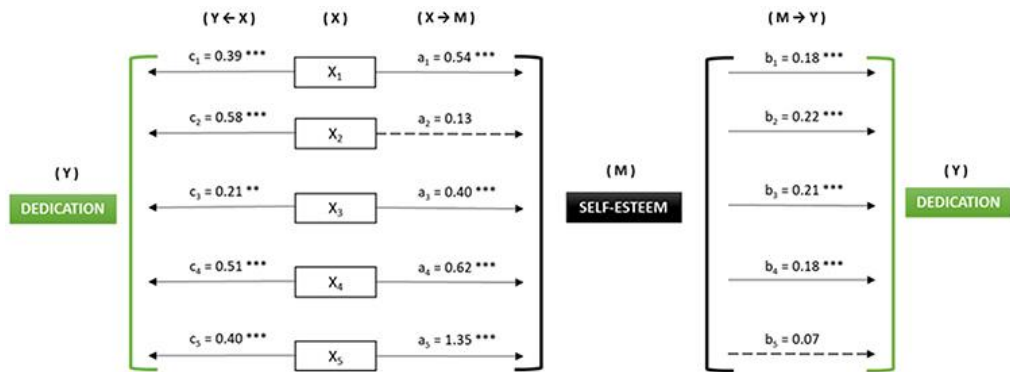 ( Y ← X ) ( X ) ( X → M ) ( M → Y )
c₁ = 0.39 *** X₁ a₁ = 0.54 *** b₁ = 0.18 ***
c₂ = 0.58 *** X₂ a₂ = 0.13 b₂ = 0.22 ***
( Y ) ( M ) ( Y )
c₃ = 0.21 ** X₃ a₃ = 0.40 *** b₃ = 0.21 ***
DEDICATION SELF-ESTEEM DEDICATION
c₄ = 0.51 *** X₄ a₄ = 0.62 *** b₄ = 0.18 ***
c₅ = 0.40 *** X₅ a₅ = 1.35 *** b₅ = 0.07